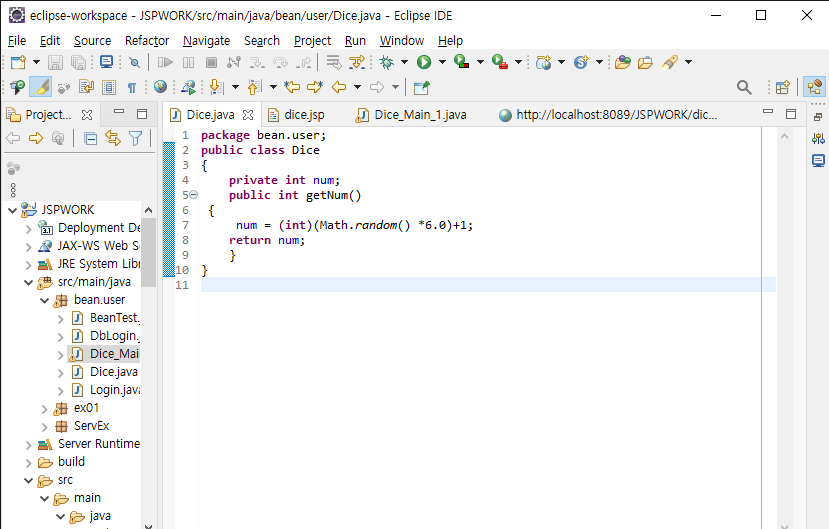 eclipse-workspace - JSPWORK/src/main/java/bean/user/Dice.java - Eclipse IDE
File Edit Source Refactor Navigate Search Project Run Window Help
Project...
Dice.java dice.jsp Dice_Main_1.java http://localhost:8089/JSPWORK/dic...
JSPWORK
Deployment De
JAX-WS Web S
JRE System Libr
src/main/java
bean.user
BeanTest.
DbLogin.
Dice_Mai
Dice.java
Login.java
ex01
ServEx
Server Runtime
build
src
main
java
1 package bean.user;
2 public class Dice
3 {
4 private int num;
5 public int getNum()
6 {
7 num = (int)(Math.random() *6.0)+1;
8 return num;
9 }
10 }
11